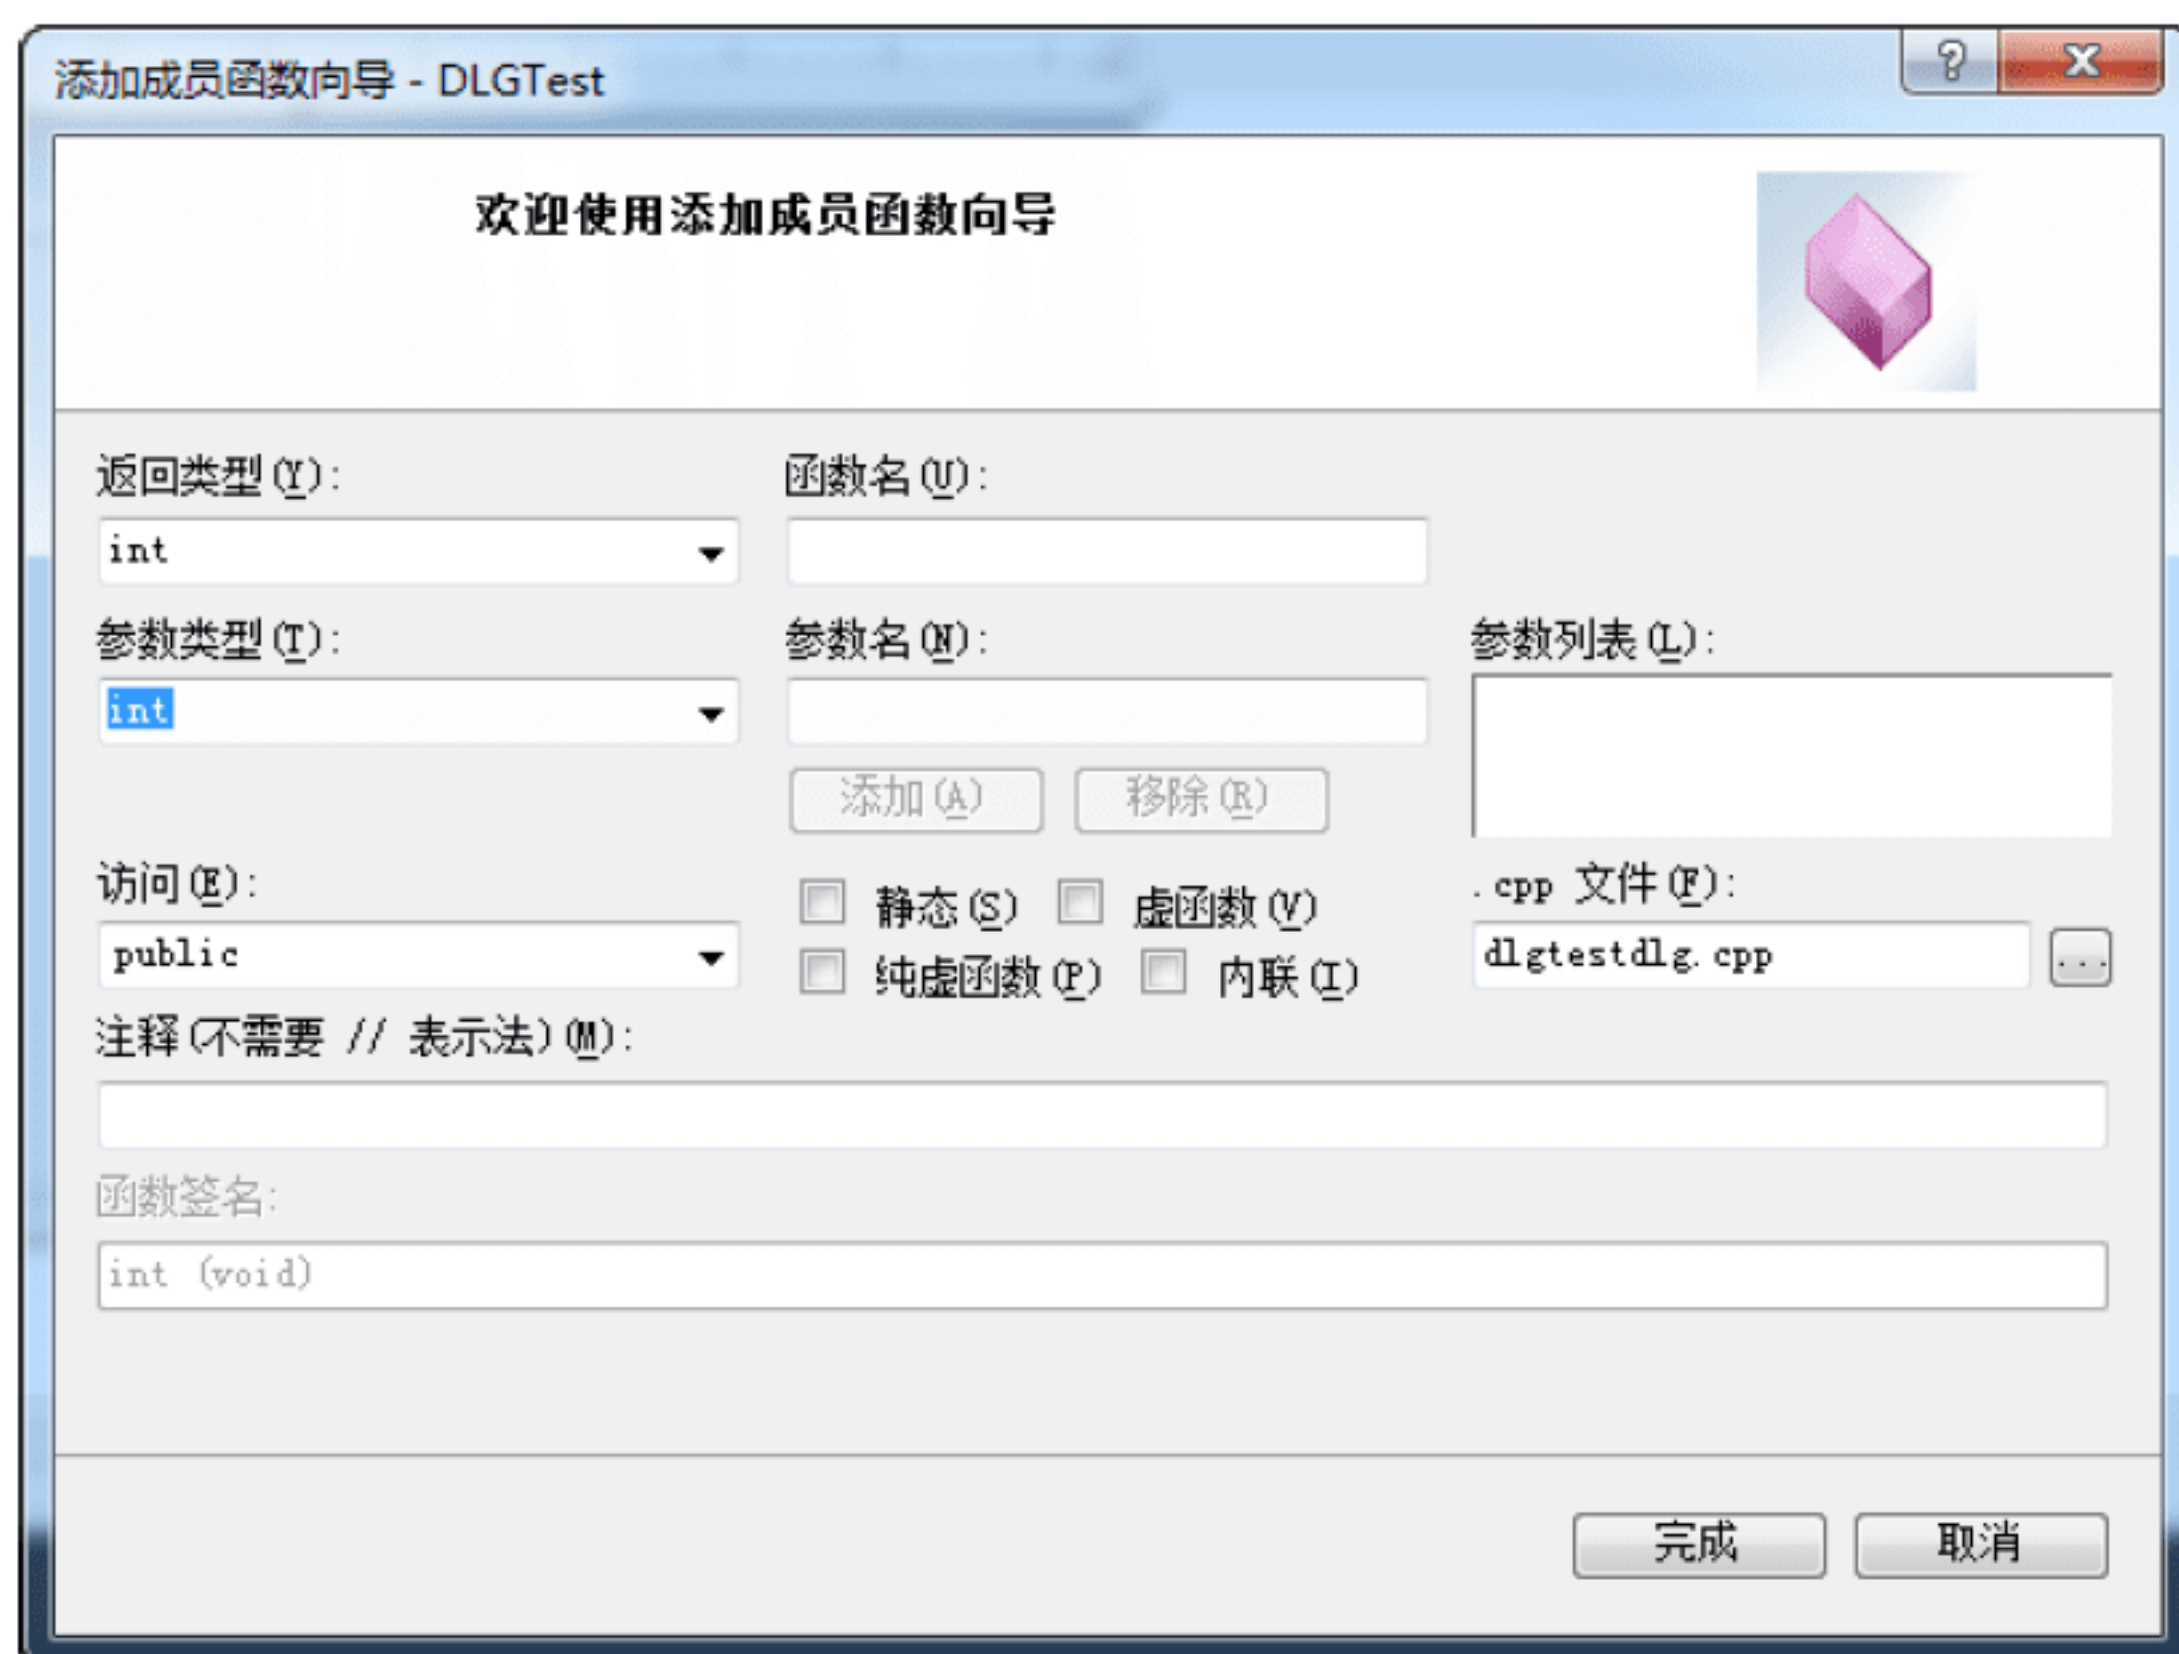 添加成员函数向导 - DLGTest
欢迎使用添加成员函数向导
返回类型(Y): 函数名(U):
int
参数类型(T): 参数名(N): 参数列表(L):
int
添加(A) 移除(R)
访问(E): 静态(S) 虚函数(V) .cpp 文件(F):
public 纯虚函数(P) 内联(I) dlgtestdlg.cpp ...
注释(不需要 // 表示法)(M):
函数签名:
int (void)
完成 取消